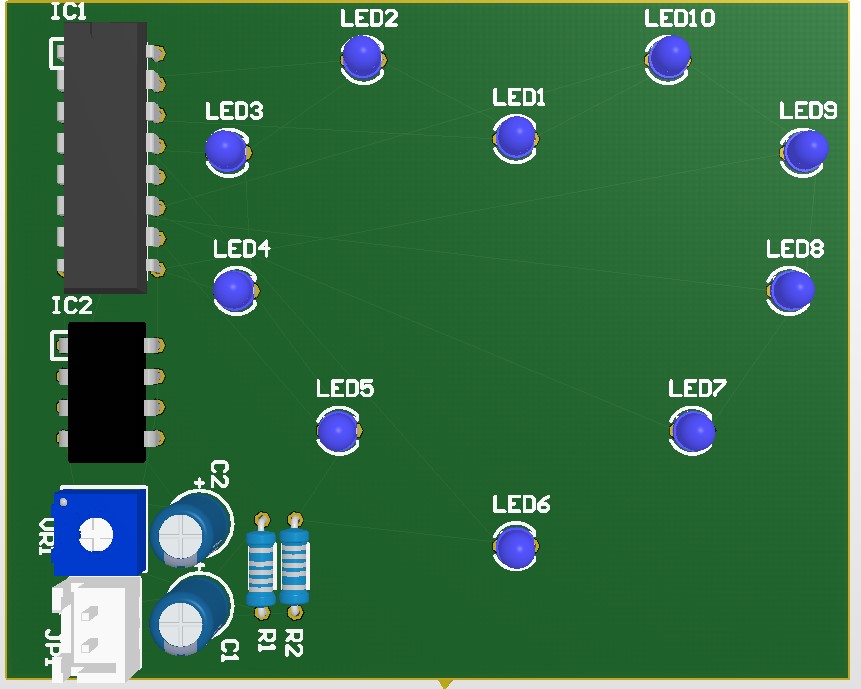 IC1
LED2
LED10
LED3
LED1
LED9
LED4
LED8
IC2
LED5
LED7
C2
+
LED6
VR1
+
JP1
C1
R1
R2